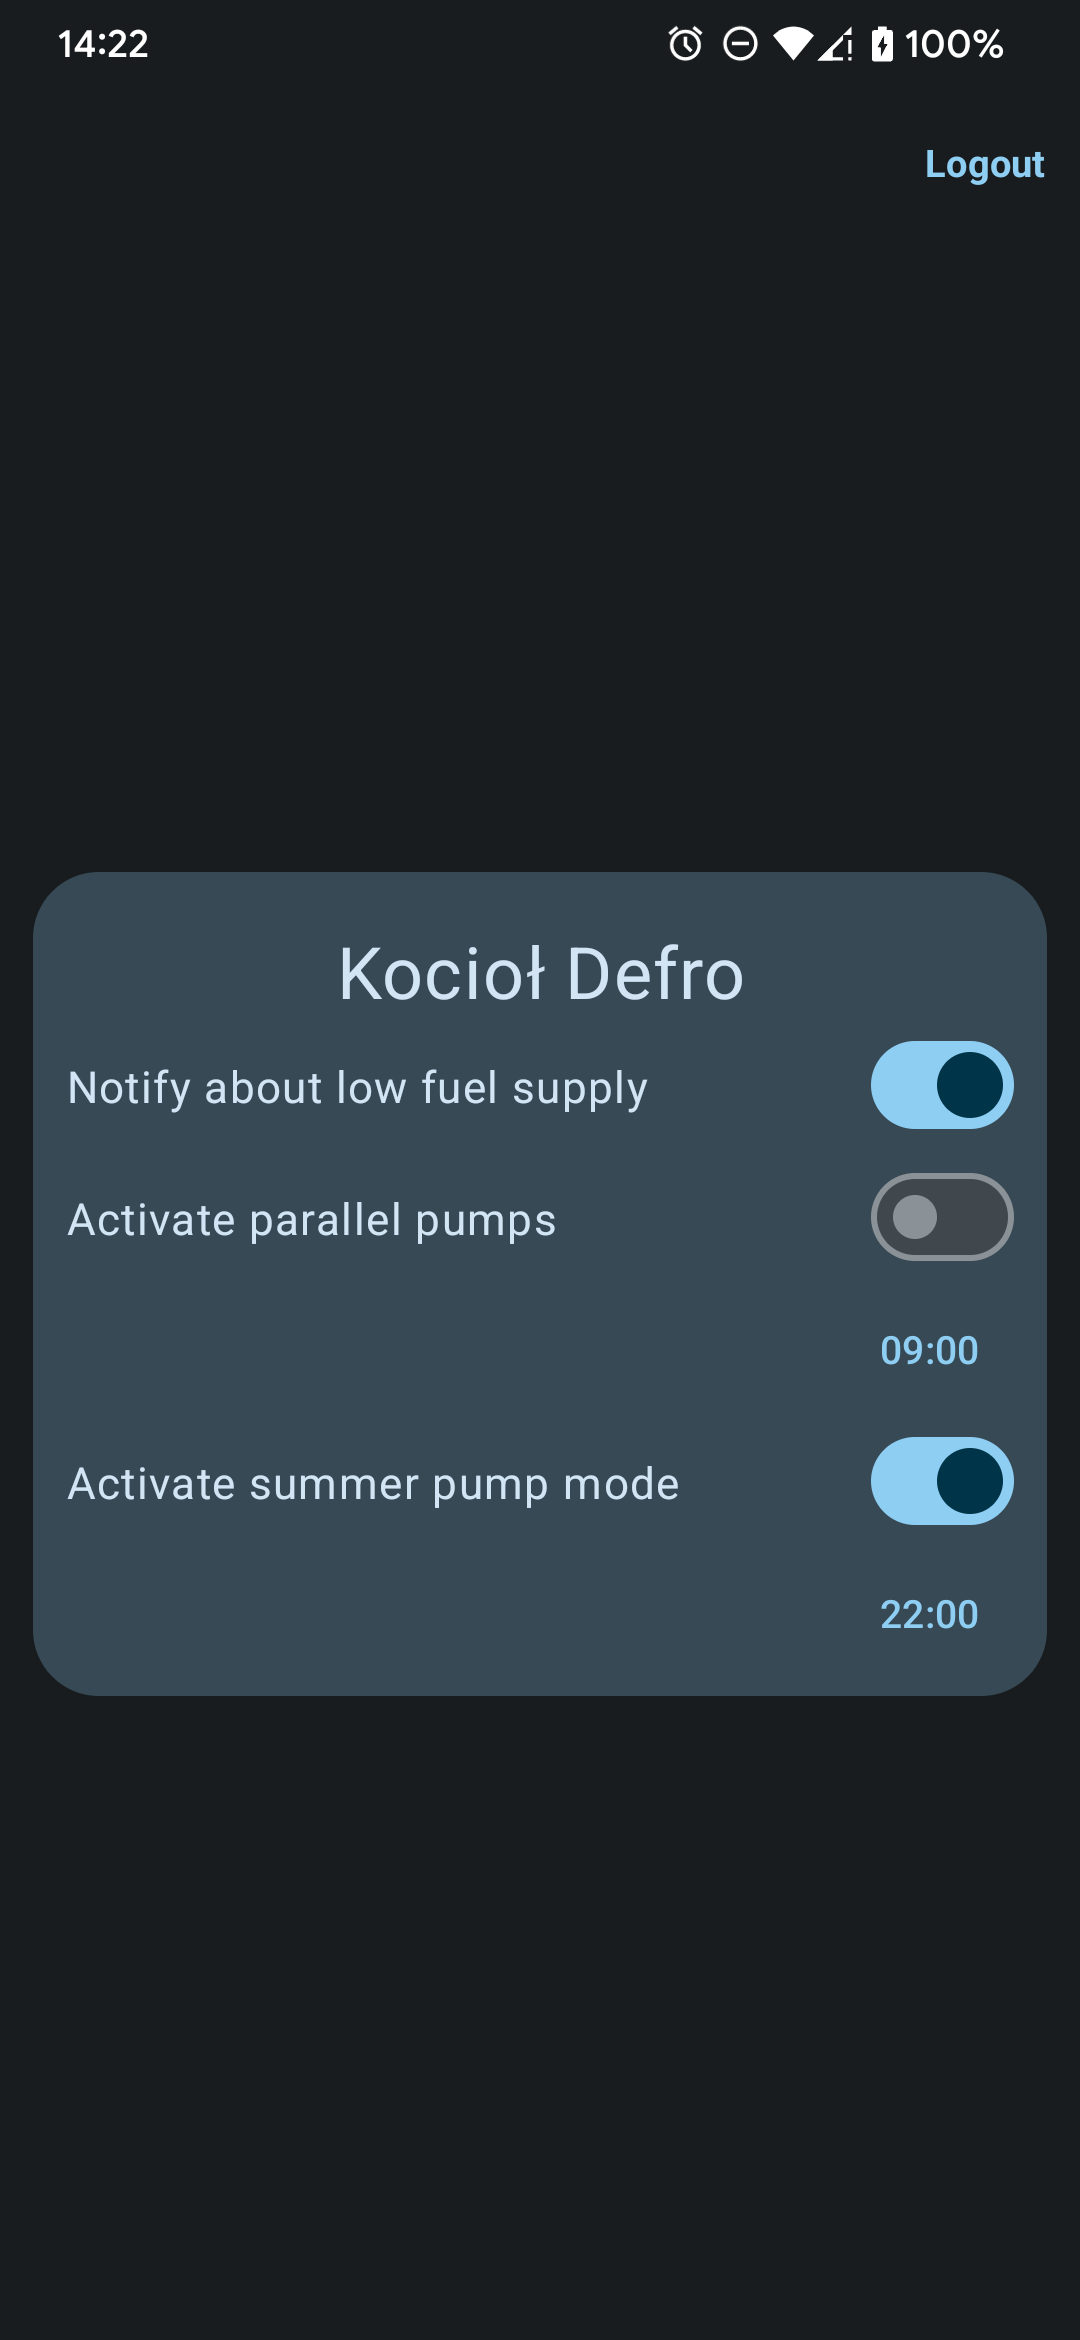 14:22
100%
Logout
Kocioł Defro
Notify about low fuel supply
Activate parallel pumps
09:00
Activate summer pump mode
22:00